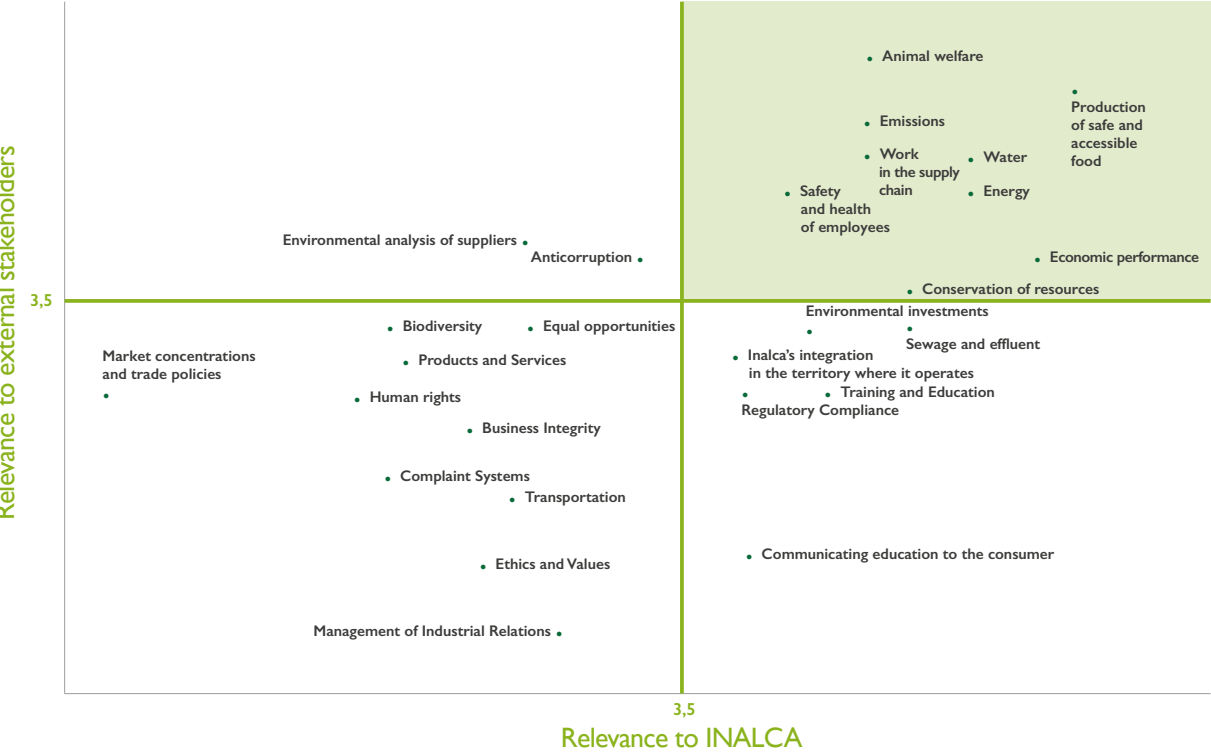 Animal welfare
Production
of safe and
accessible
food
Emissions
Work
in the supply
chain
Water
Safety
and health
of employees
Energy
Environmental analysis of suppliers
Anticorruption
Economic performance
Conservation of resources
3,5
Environmental investments
Biodiversity
Equal opportunities
Sewage and effluent
Market concentrations
and trade policies
Products and Services
Inalca's integration
in the territory where it operates
Human rights
Training and Education
Regulatory Compliance
Business Integrity
Complaint Systems
Transportation
Communicating education to the consumer
Ethics and Values
Management of Industrial Relations
3,5
Relevance to INALCA
Relevance to external stakeholders